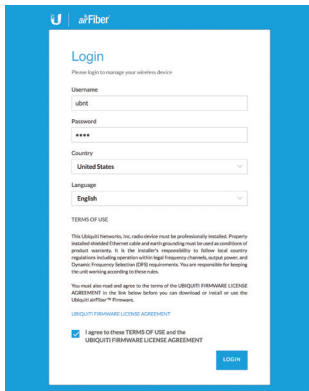 airFiber
Login
Please login to manage your wireless device
Username
ubnt
Password
••••
Country
United States
Language
English
TERMS OF USE
This Ubiquiti Networks, Inc. radio device must be professionally installed. Properly
installed shielded Ethernet cable and earth grounding must be used as conditions of
product warranty. It is the installer's responsibility to follow local country
regulations including operation within legal frequency channels, output power, and
Dynamic Frequency Selection (DFS) requirements. You are responsible for keeping
the unit working according to these rules.
You must also read and agree to the terms of the UBIQUITI FIRMWARE LICENSE
AGREEMENT in the link below before you can download or install or use the
Ubiquiti airFiber™ Firmware.
UBIQUITI FIRMWARE LICENSE AGREEMENT
I agree to these TERMS OF USE and the
UBIQUITI FIRMWARE LICENSE AGREEMENT
LOGIN